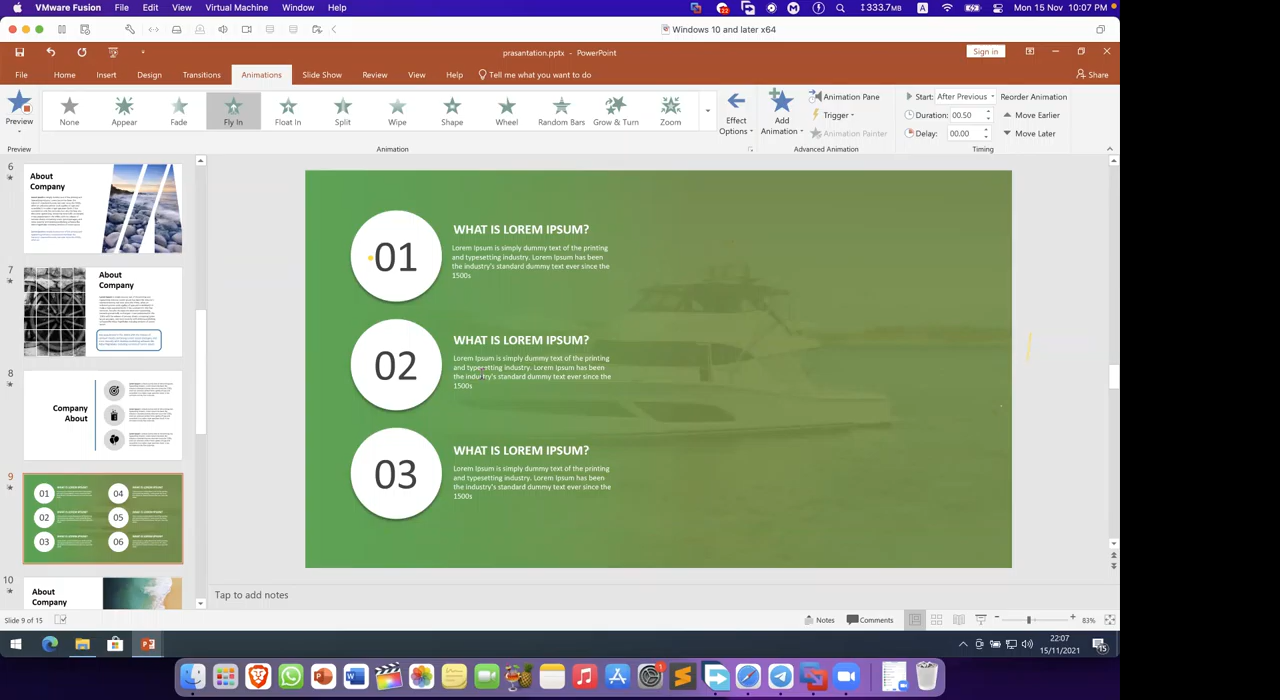 VMware Fusion File Edit View Virtual Machine Window Help
333.7MB A Mon 15 Nov 10:07 PM
Windows 10 and later x64
prasantation.pptx - PowerPoint
Sign in
File Home Insert Design Transitions Animations Slide Show Review View Help Tell me what you want to do
Share
Preview
None Appear Fade Fly In Float In Split Wipe Shape Wheel Random Bars Grow & Turn Zoom
Effect Options
Add Animation
Animation Pane
Trigger
Animation Painter
Start: After Previous
Duration: 00.50
Delay: 00.00
Reorder Animation
Move Earlier
Move Later
Preview Animation Advanced Animation Timing
6
About
Company
7
About
Company
8
Company
About
9
01 04
02 05
03 06
10
About
Company
01
WHAT IS LOREM IPSUM?
Lorem Ipsum is simply dummy text of the printing
and typesetting industry. Lorem Ipsum has been
the industry's standard dummy text ever since the
1500s
02
WHAT IS LOREM IPSUM?
Lorem Ipsum is simply dummy text of the printing
and typesetting industry. Lorem Ipsum has been
the industry's standard dummy text ever since the
1500s
03
WHAT IS LOREM IPSUM?
Lorem Ipsum is simply dummy text of the printing
and typesetting industry. Lorem Ipsum has been
the industry's standard dummy text ever since the
1500s
Tap to add notes
Slide 9 of 15
Notes Comments 83%
22:07
15/11/2021